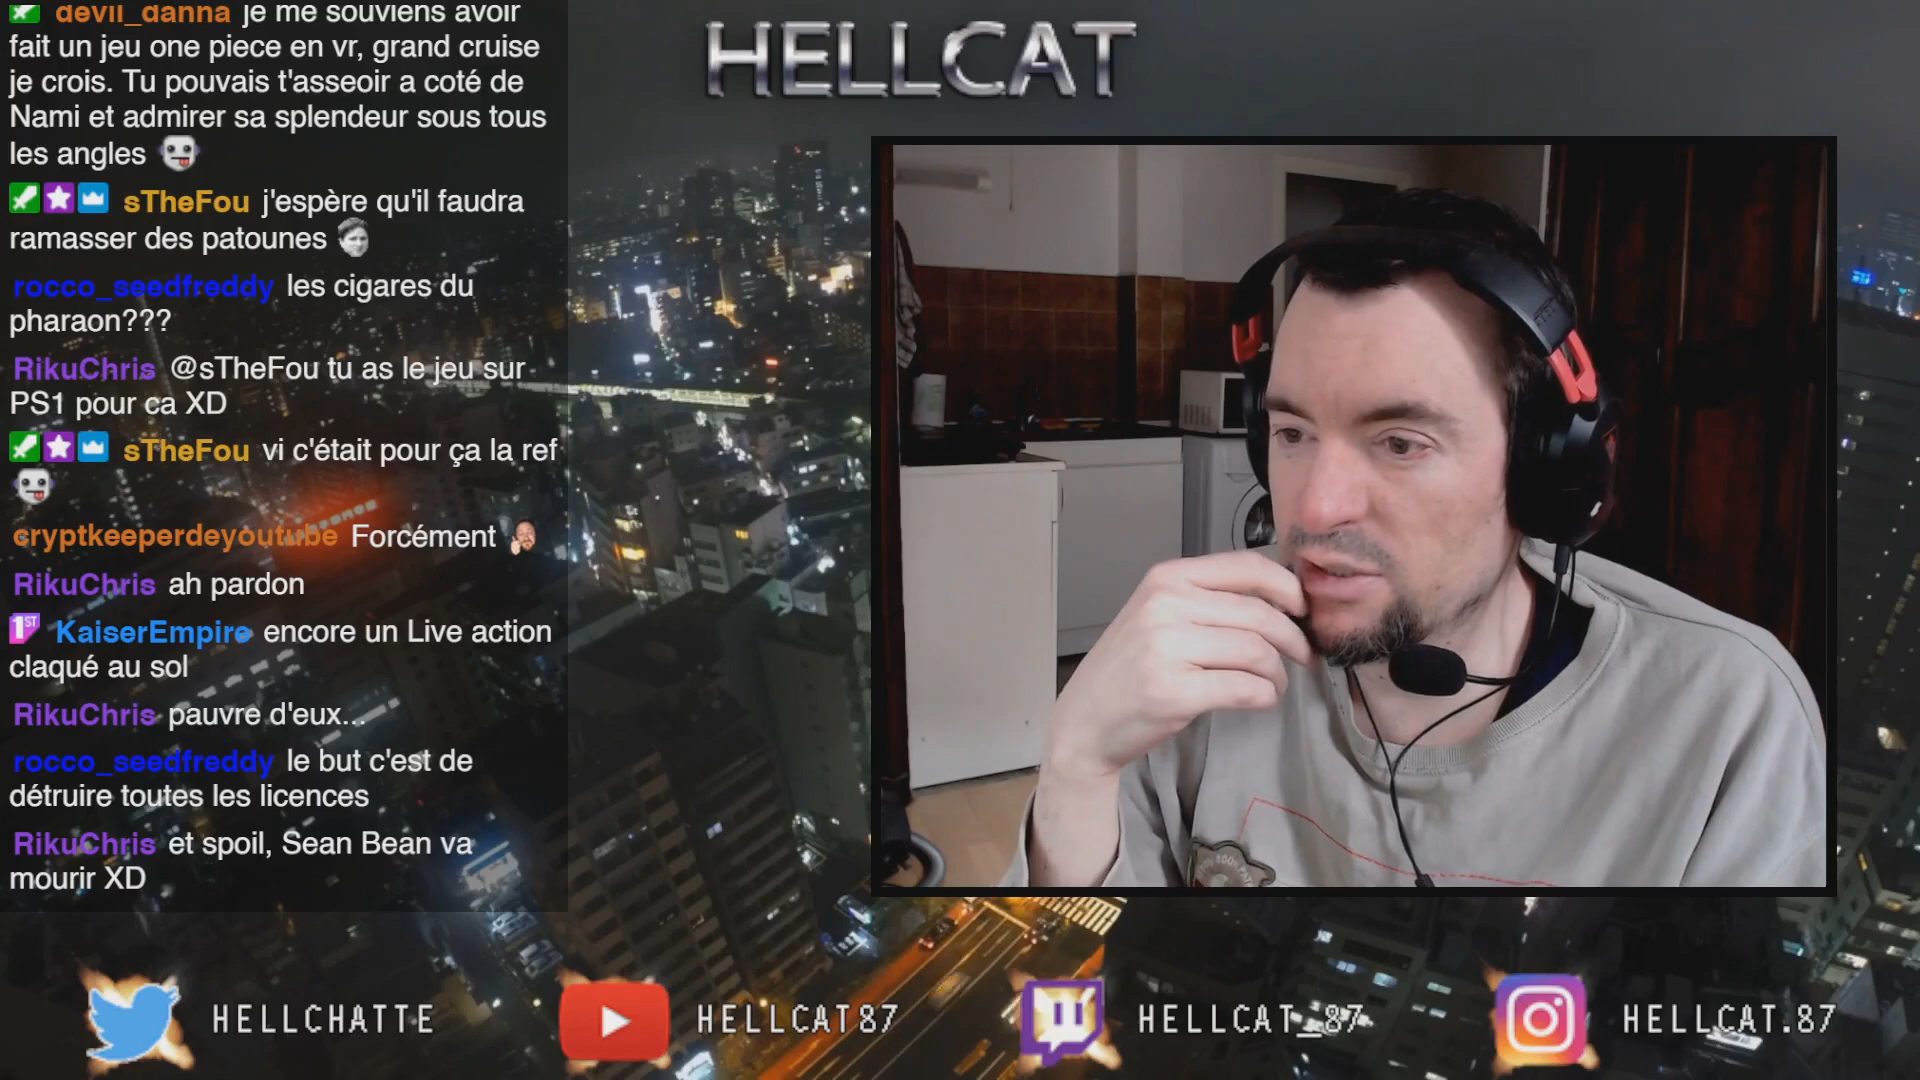 devil_danna je me souviens avoir
fait un jeu one piece en vr, grand cruise
je crois. Tu pouvais t'asseoir a coté de
Nami et admirer sa splendeur sous tous
les angles
sTheFou j'espère qu'il faudra
ramasser des patounes
rocco_seedfreddy les cigares du
pharaon???
RikuChris @sTheFou tu as le jeu sur
PS1 pour ca XD
sTheFou vi c'était pour ça la ref
cryptkeeperdeyoutube Forcément
RikuChris ah pardon
1ST KaiserEmpire encore un Live action
claqué au sol
RikuChris pauvre d'eux...
rocco_seedfreddy le but c'est de
détruire toutes les licences
RikuChris et spoil, Sean Bean va
mourir XD
HELLCAT
HELLCHATTE
HELLCAT87
HELLCAT_87
HELLCAT.87